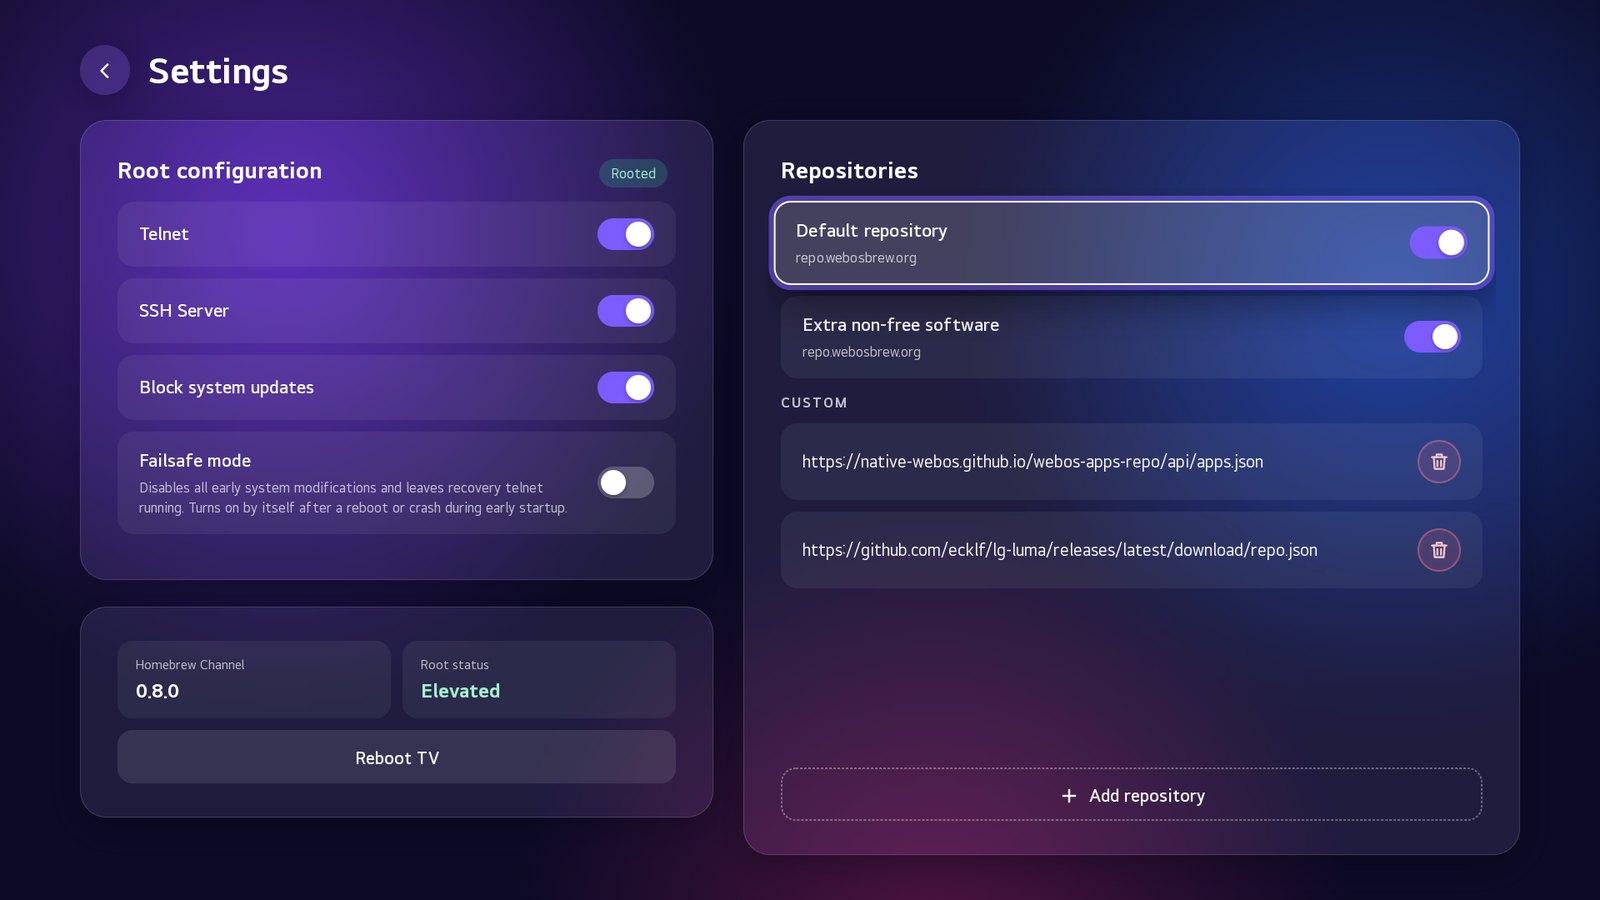 Settings
Root configuration
Rooted
Telnet
SSH Server
Block system updates
Failsafe mode
Disables all early system modifications and leaves recovery telnet
running. Turns on by itself after a reboot or crash during early startup.
Homebrew Channel
0.8.0
Root status
Elevated
Reboot TV
Repositories
Default repository
repo.webosbrew.org
Extra non-free software
repo.webosbrew.org
CUSTOM
https://native-webos.github.io/webos-apps-repo/api/apps.json
https://github.com/ecklf/lg-luma/releases/latest/download/repo.json
+ Add repository